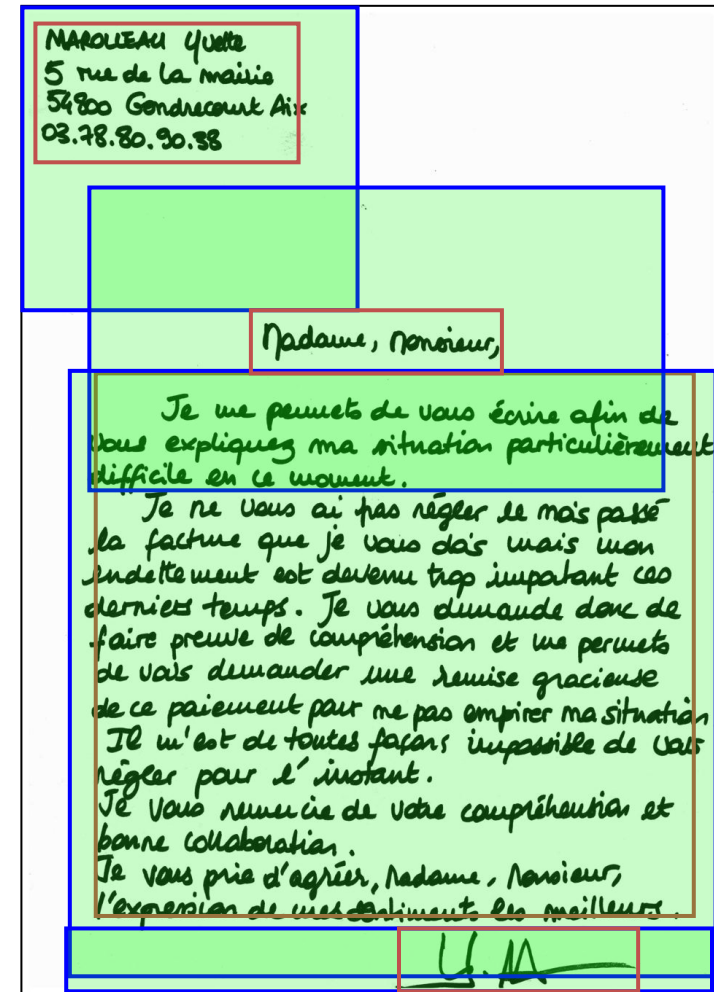 MAROLLEAU Yvette
5 rue de la mairie
54800 Gondrecourt Aix
03.78.80.90.38
Madame, Monsieur,
Je me permets de vous écrire afin de
vous expliquez ma situation particulièrement
difficile en ce moment.
Je ne vous ai pas régler le mois passé
la facture que je vous dois mais mon
endettement est devenu trop important ces
derniers temps. Je vous demande donc de
faire preuve de compréhension et me permets
de vous demander une remise gracieuse
de ce paiement pour ne pas empirer ma situation
Il m'est de toutes façons impossible de vous
régler pour l'instant.
Je vous remercie de votre compréhension et
bonne collaboration.
Je vous prie d'agréer, Madame, Monsieur,
l'expression de mes sentiments les meilleurs.
Y. M